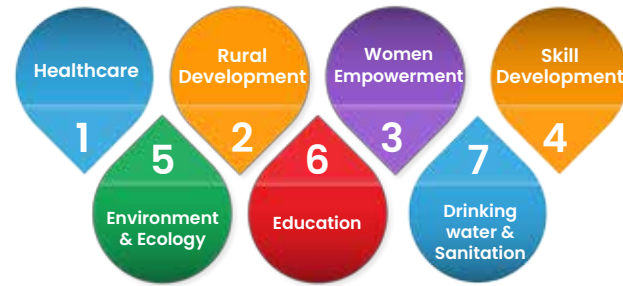 Healthcare
1
Rural
Development
2
Women
Empowerment
3
Skill
Development
4
5
Environment
& Ecology
6
Education
7
Drinking
water &
Sanitation